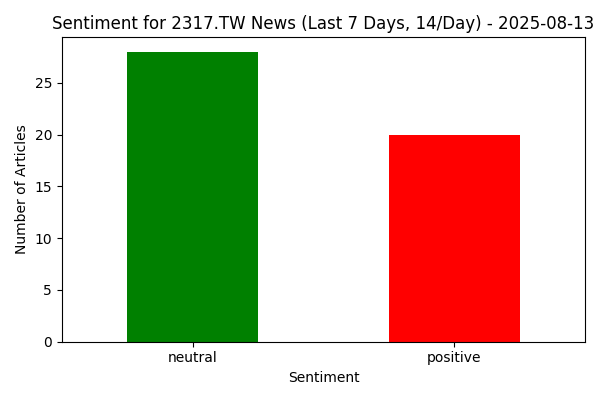 Sentiment for 2317.TW News (Last 7 Days, 14/Day) - 2025-08-13
Number of Articles
25
20
15
10
5
0
neutral
positive
Sentiment